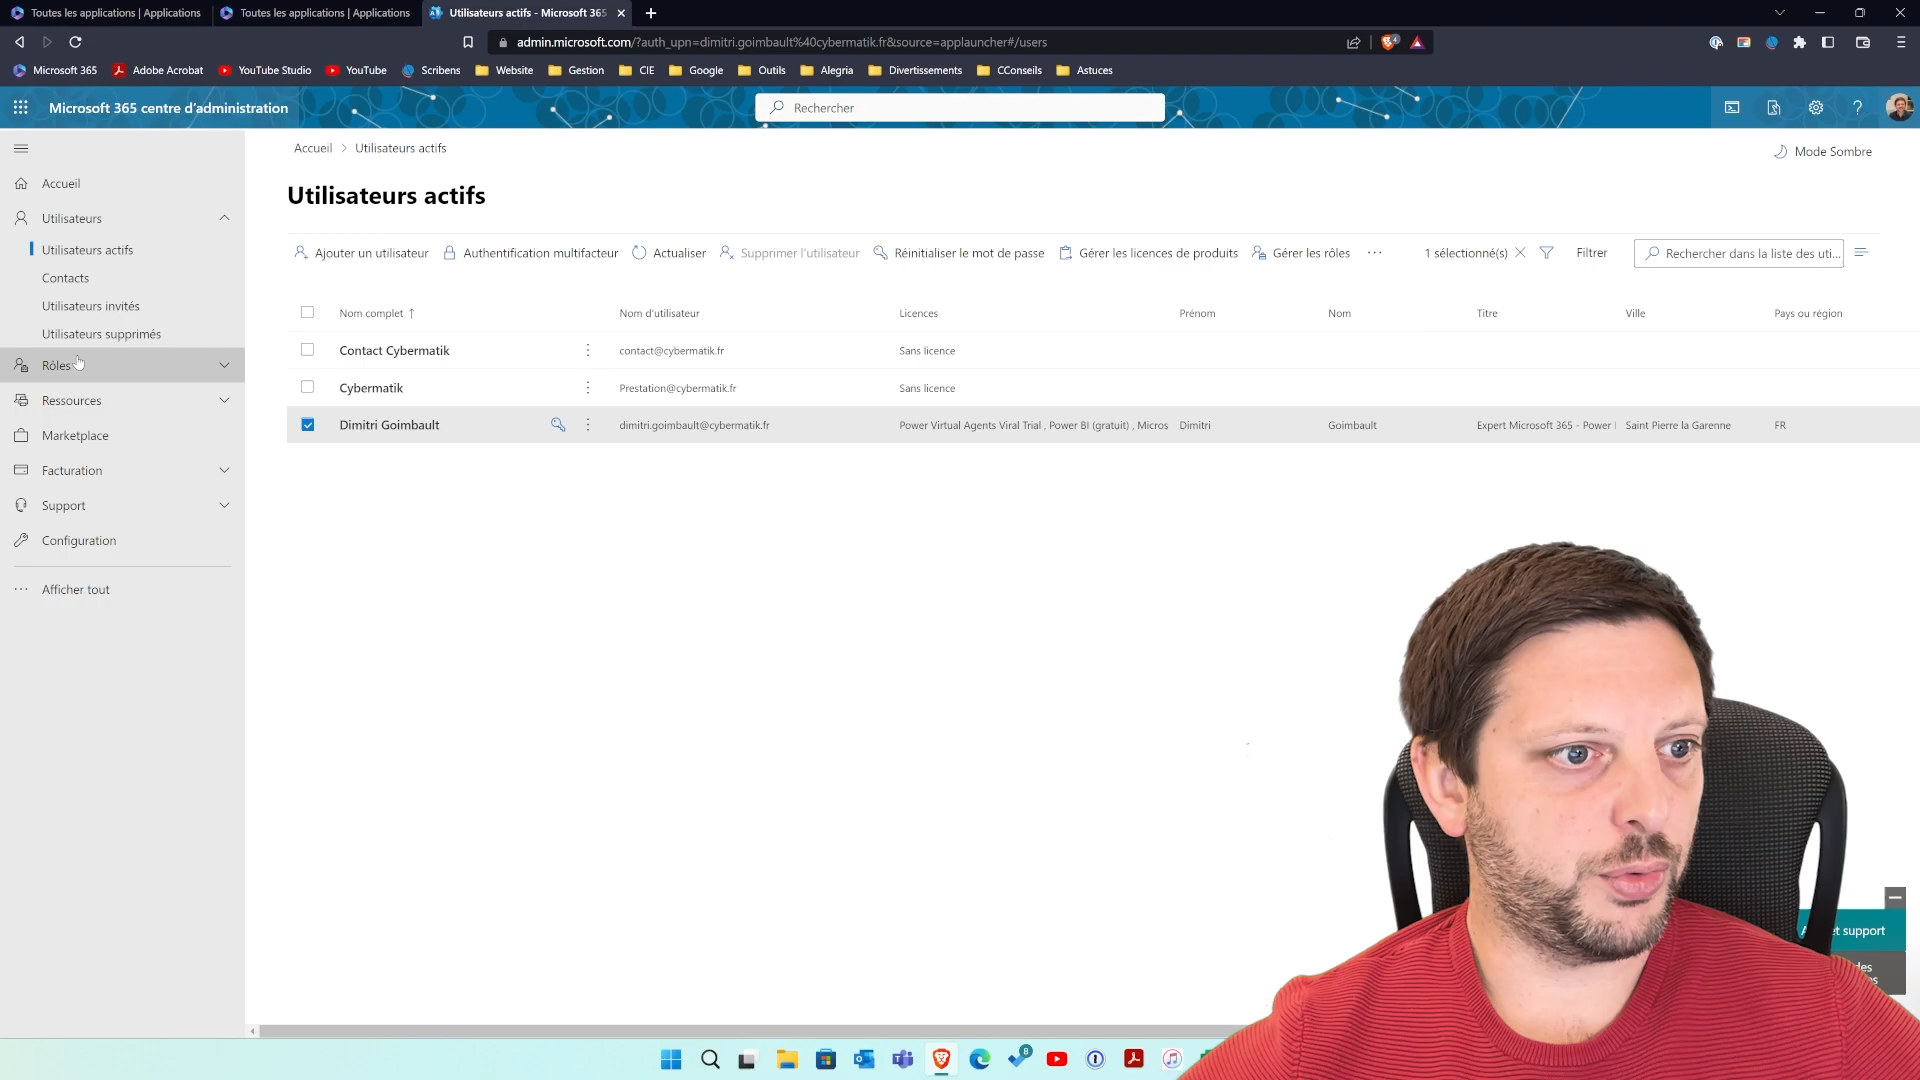 Toutes les applications | Applications
Toutes les applications | Applications
Utilisateurs actifs - Microsoft 365
admin.microsoft.com/?auth_upn=dimitri.goimbault%40cybermatik.fr&source=applauncher#/users
Microsoft 365 Adobe Acrobat YouTube Studio YouTube Scribens Website Gestion CIE Google Outils Alegria Divertissements CConseils Astuces
Microsoft 365 centre d'administration
Rechercher
Accueil > Utilisateurs actifs
Mode Sombre
Utilisateurs actifs
Accueil
Utilisateurs
Utilisateurs actifs
Contacts
Utilisateurs invités
Utilisateurs supprimés
Rôles
Ressources
Marketplace
Facturation
Support
Configuration
Afficher tout
Ajouter un utilisateur Authentification multifacteur Actualiser Supprimer l'utilisateur Réinitialiser le mot de passe Gérer les licences de produits Gérer les rôles ··· 1 sélectionné(s) Filtrer Rechercher dans la liste des uti...
Nom complet ↑ Nom d'utilisateur Licences Prénom Nom Titre Ville Pays ou région
Contact Cybermatik contact@cybermatik.fr Sans licence
Cybermatik Prestation@cybermatik.fr Sans licence
Dimitri Goimbault dimitri.goimbault@cybermatik.fr Power Virtual Agents Viral Trial , Power BI (gratuit) , Micros Dimitri Goimbault Expert Microsoft 365 - Power Saint Pierre la Garenne FR
et support
8